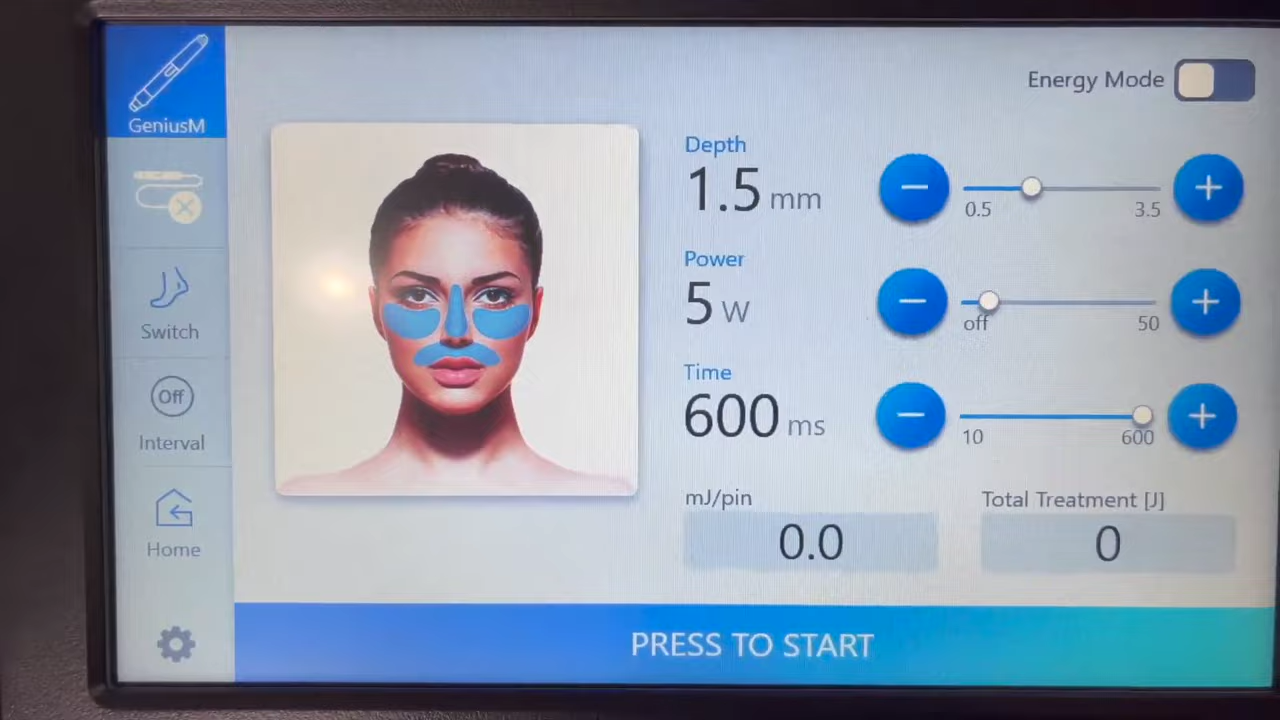 GeniusM
Switch
Off
Interval
Home
Energy Mode
Depth
1.5 mm
0.5
3.5
Power
5 W
off
50
Time
600 ms
10
600
mJ/pin
0.0
Total Treatment [J]
0
PRESS TO START